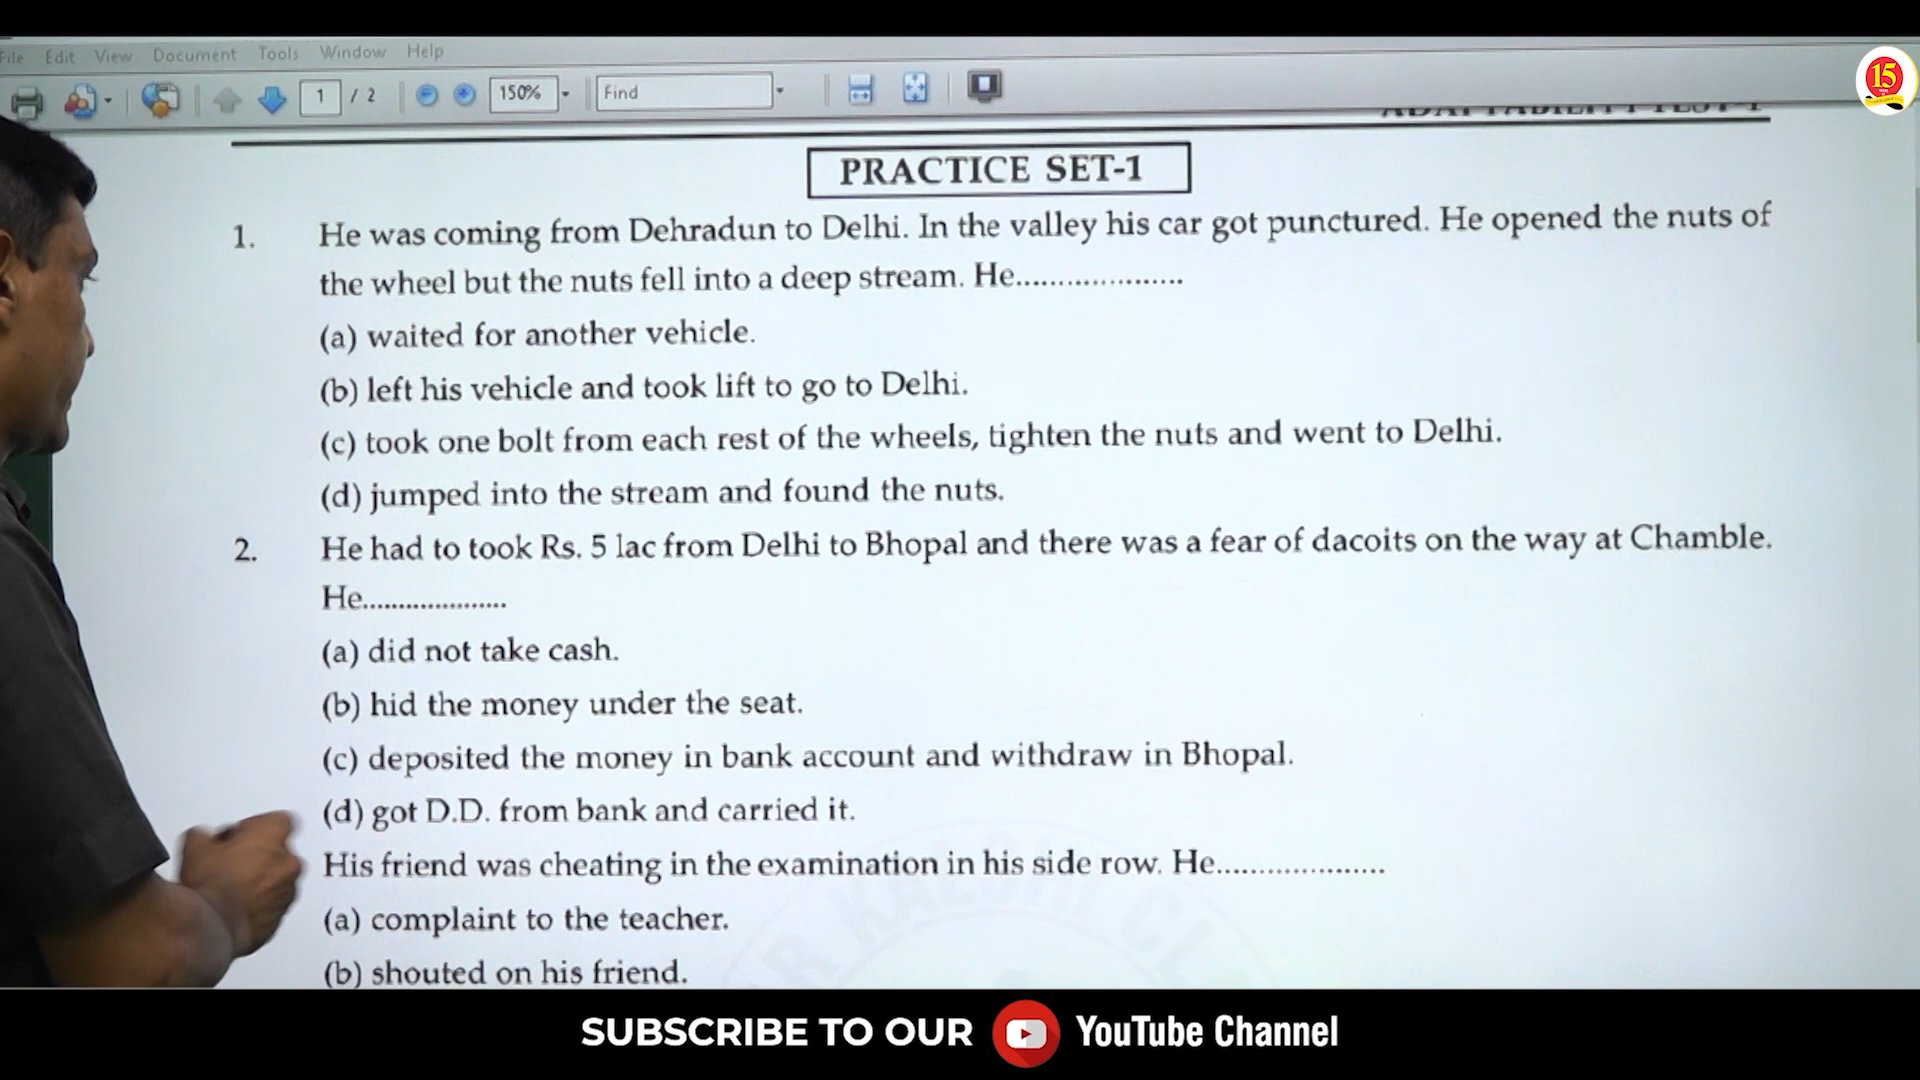 File Edit View Document Tools Window Help
1 / 2 150% Find
15
PRACTICE SET-1
1. He was coming from Dehradun to Delhi. In the valley his car got punctured. He opened the nuts of
the wheel but the nuts fell into a deep stream. He....................
(a) waited for another vehicle.
(b) left his vehicle and took lift to go to Delhi.
(c) took one bolt from each rest of the wheels, tighten the nuts and went to Delhi.
(d) jumped into the stream and found the nuts.
2. He had to took Rs. 5 lac from Delhi to Bhopal and there was a fear of dacoits on the way at Chamble.
He....................
(a) did not take cash.
(b) hid the money under the seat.
(c) deposited the money in bank account and withdraw in Bhopal.
(d) got D.D. from bank and carried it.
His friend was cheating in the examination in his side row. He....................
(a) complaint to the teacher.
(b) shouted on his friend.
SUBSCRIBE TO OUR YouTube Channel